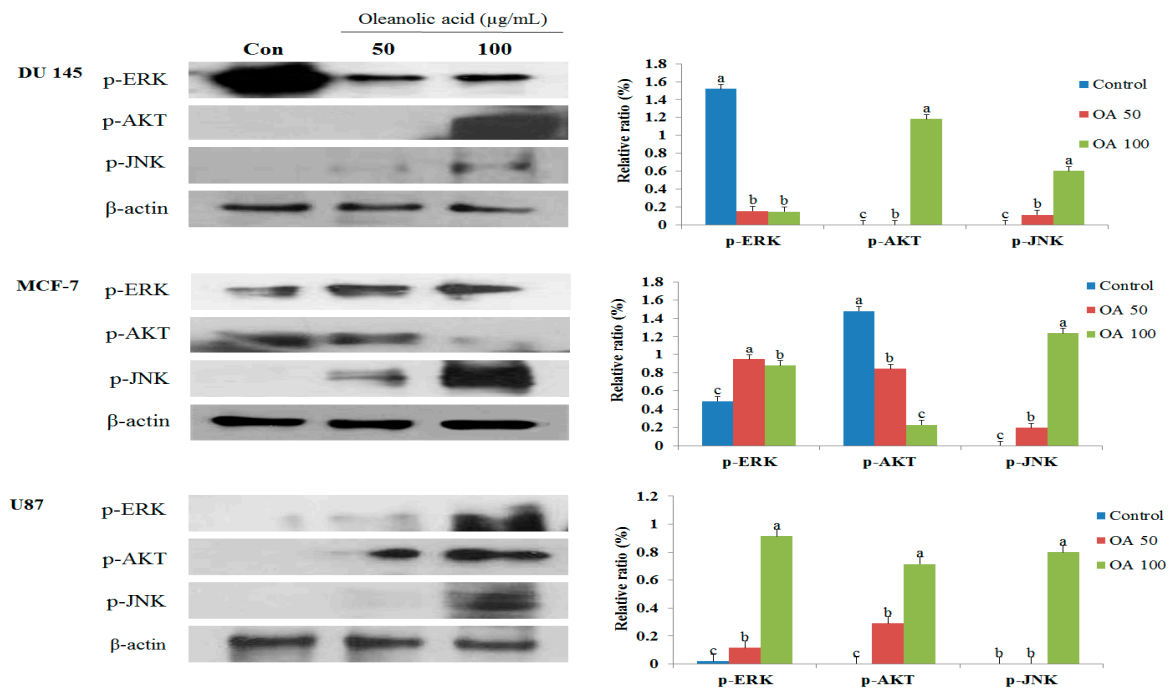 Oleanolic acid (µg/mL)
Con 50 100
DU 145
p-ERK
p-AKT
p-JNK
β-actin
1.8
1.6
1.4
1.2
1
0.8
0.6
0.4
0.2
0
Relative ratio (%)
a b b
c b a
c b a
p-ERK p-AKT p-JNK
Control
OA 50
OA 100
MCF-7
p-ERK
p-AKT
p-JNK
β-actin
1.8
1.6
1.4
1.2
1
0.8
0.6
0.4
0.2
0
Relative ratio (%)
c a b
a b c
c b a
p-ERK p-AKT p-JNK
Control
OA 50
OA 100
U87
p-ERK
p-AKT
p-JNK
β-actin
1.2
1
0.8
0.6
0.4
0.2
0
Relative ratio (%)
c b a
c b a
b b a
p-ERK p-AKT p-JNK
Control
OA 50
OA 100